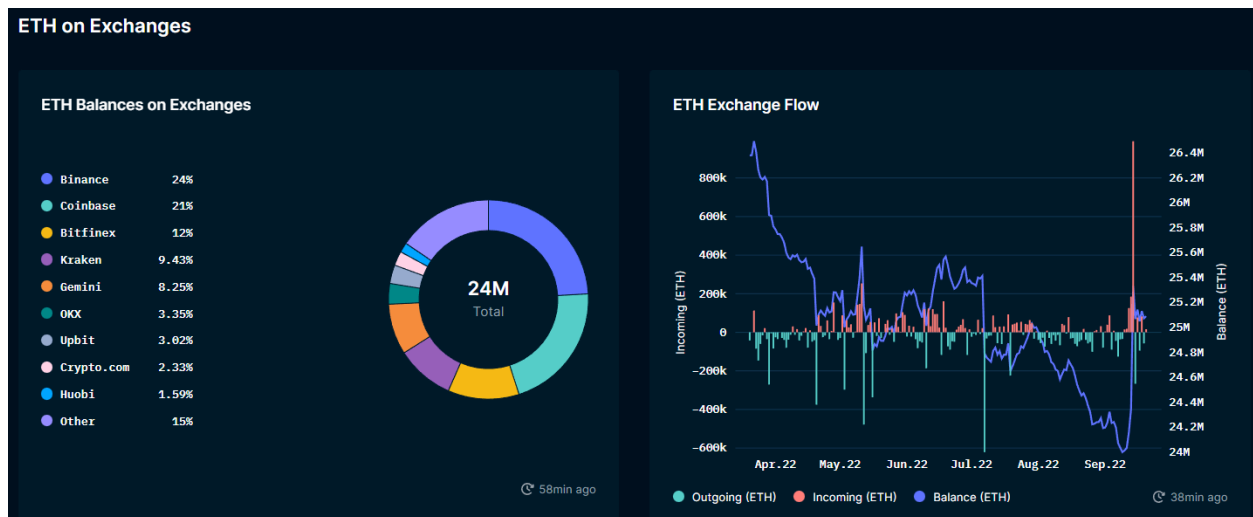 ETH on Exchanges
ETH Balances on Exchanges
Binance 24%
Coinbase 21%
Bitfinex 12%
Kraken 9.43%
Gemini 8.25%
OKX 3.35%
Upbit 3.02%
Crypto.com 2.33%
Huobi 1.59%
Other 15%
24M
Total
58min ago
ETH Exchange Flow
Incoming (ETH)
800k
600k
400k
200k
0
-200k
-400k
-600k
26.4M
26.2M
26M
25.8M
25.6M
25.4M
25.2M
25M
24.8M
24.6M
24.4M
24.2M
24M
Balance (ETH)
Apr.22 May.22 Jun.22 Jul.22 Aug.22 Sep.22
Outgoing (ETH) Incoming (ETH) Balance (ETH)
38min ago